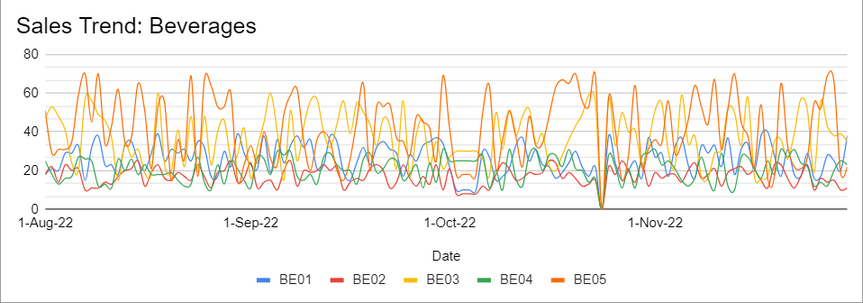 Sales Trend: Beverages
80
60
40
20
0
1-Aug-22 1-Sep-22 1-Oct-22 1-Nov-22
Date
BE01 BE02 BE03 BE04 BE05